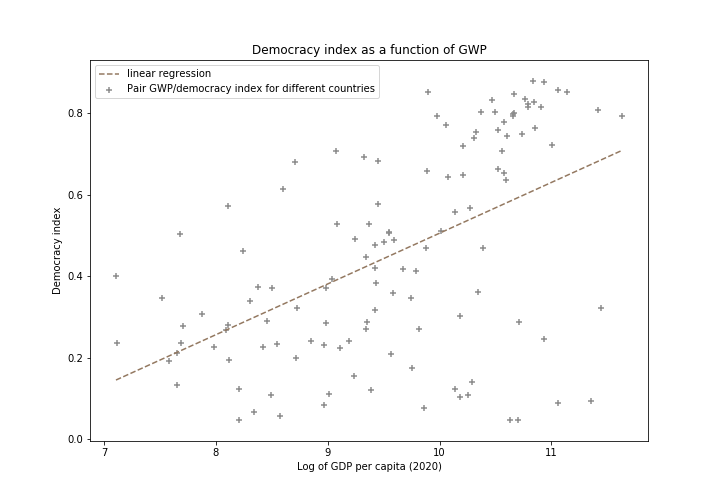 Democracy index as a function of GWP
linear regression
Pair GWP/democracy index for different countries
Democracy index
0.8
0.6
0.4
0.2
0.0
7 8 9 10 11
Log of GDP per capita (2020)